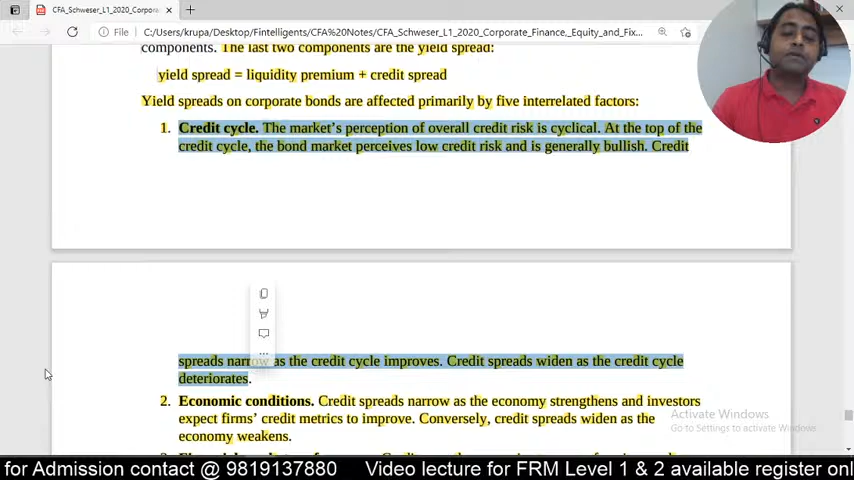 CFA_Schweser_L1_2020_Corpora
File
C:/Users/krupa/Desktop/Fintelligents/CFA%20Notes/CFA_Schweser_L1_2020_Corporate_Finance,_Equity_and_Fix...
components. The last two components are the yield spread:
yield spread = liquidity premium + credit spread
Yield spreads on corporate bonds are affected primarily by five interrelated factors:
1. Credit cycle. The market's perception of overall credit risk is cyclical. At the top of the
credit cycle, the bond market perceives low credit risk and is generally bullish. Credit
spreads narrow as the credit cycle improves. Credit spreads widen as the credit cycle
deteriorates.
2. Economic conditions. Credit spreads narrow as the economy strengthens and investors
expect firms' credit metrics to improve. Conversely, credit spreads widen as the
economy weakens.
Activate Windows
Go to Settings to activate Windows.
for Admission contact @ 9819137880 Video lecture for FRM Level 1 & 2 available register onl